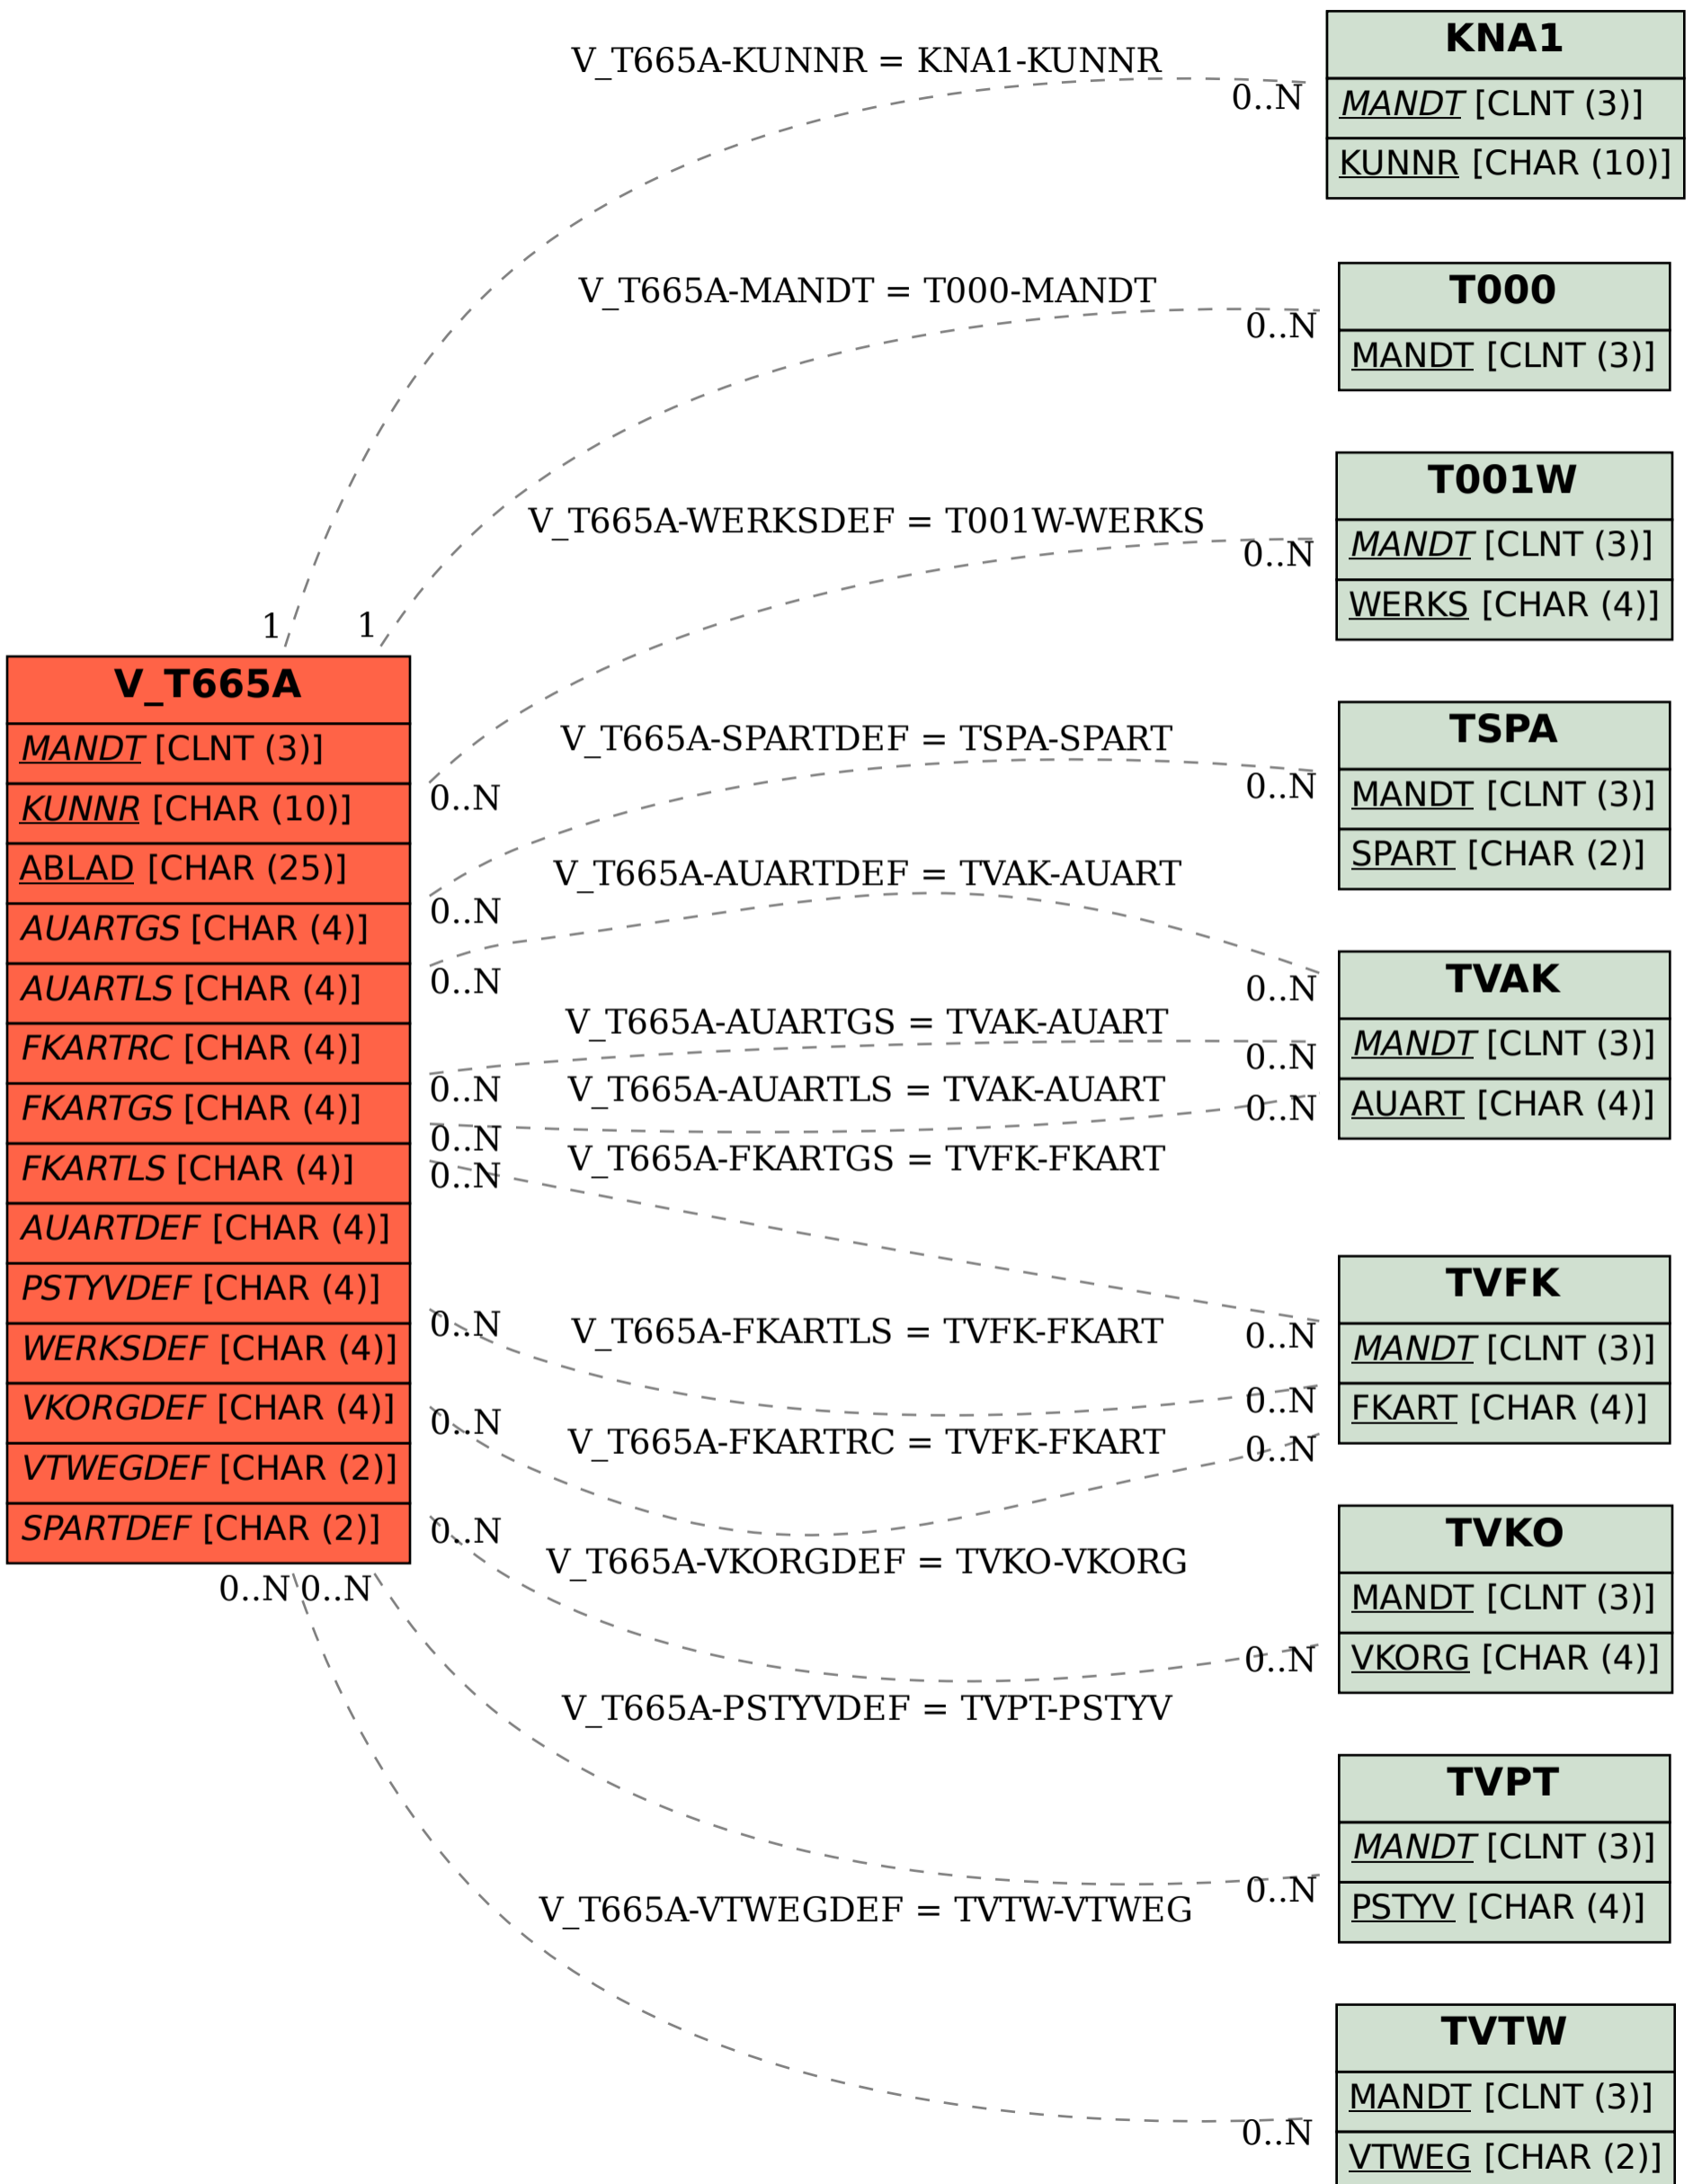 V_T665A-KUNNR = KNA1-KUNNR
0..N
KNA1
MANDT [CLNT (3)]
KUNNR [CHAR (10)]
V_T665A-MANDT = T000-MANDT
0..N
T000
MANDT [CLNT (3)]
V_T665A-WERKSDEF = T001W-WERKS
0..N
T001W
MANDT [CLNT (3)]
WERKS [CHAR (4)]
1
1
V_T665A
MANDT [CLNT (3)]
KUNNR [CHAR (10)]
ABLAD [CHAR (25)]
AUARTGS [CHAR (4)]
AUARTLS [CHAR (4)]
FKARTRC [CHAR (4)]
FKARTGS [CHAR (4)]
FKARTLS [CHAR (4)]
AUARTDEF [CHAR (4)]
PSTYVDEF [CHAR (4)]
WERKSDEF [CHAR (4)]
VKORGDEF [CHAR (4)]
VTWEGDEF [CHAR (2)]
SPARTDEF [CHAR (2)]
0..N
V_T665A-SPARTDEF = TSPA-SPART
0..N
TSPA
MANDT [CLNT (3)]
SPART [CHAR (2)]
0..N
V_T665A-AUARTDEF = TVAK-AUART
0..N
0..N
TVAK
MANDT [CLNT (3)]
AUART [CHAR (4)]
V_T665A-AUARTGS = TVAK-AUART
0..N
0..N
V_T665A-AUARTLS = TVAK-AUART
0..N
0..N
V_T665A-FKARTGS = TVFK-FKART
0..N
0..N
TVFK
MANDT [CLNT (3)]
FKART [CHAR (4)]
0..N
V_T665A-FKARTLS = TVFK-FKART
0..N
0..N
V_T665A-FKARTRC = TVFK-FKART
0..N
0..N
V_T665A-VKORGDEF = TVKO-VKORG
0..N
TVKO
MANDT [CLNT (3)]
VKORG [CHAR (4)]
0..N
0..N
V_T665A-PSTYVDEF = TVPT-PSTYV
0..N
TVPT
MANDT [CLNT (3)]
PSTYV [CHAR (4)]
V_T665A-VTWEGDEF = TVTW-VTWEG
0..N
TVTW
MANDT [CLNT (3)]
VTWEG [CHAR (2)]